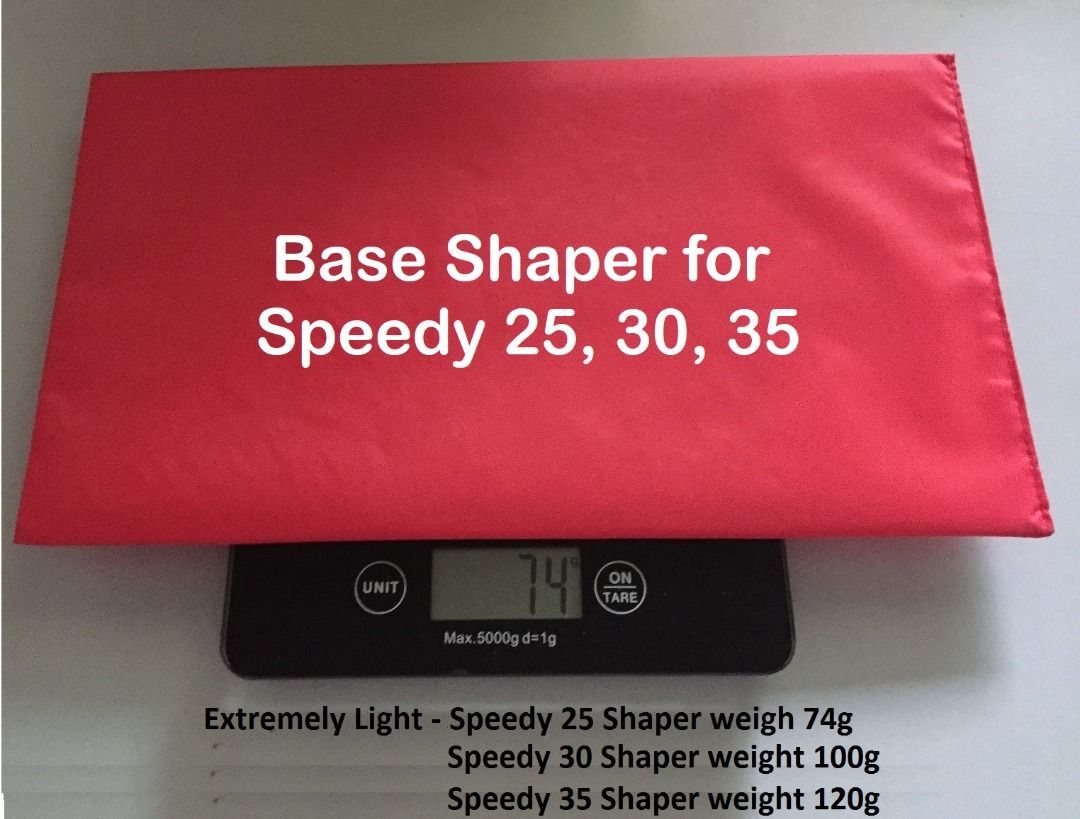 Base Shaper for
Speedy 25, 30, 35
UNIT
74g
ON
TARE
Max.5000g d=1g
Extremely Light - Speedy 25 Shaper weigh 74g
Speedy 30 Shaper weight 100g
Speedy 35 Shaper weight 120g